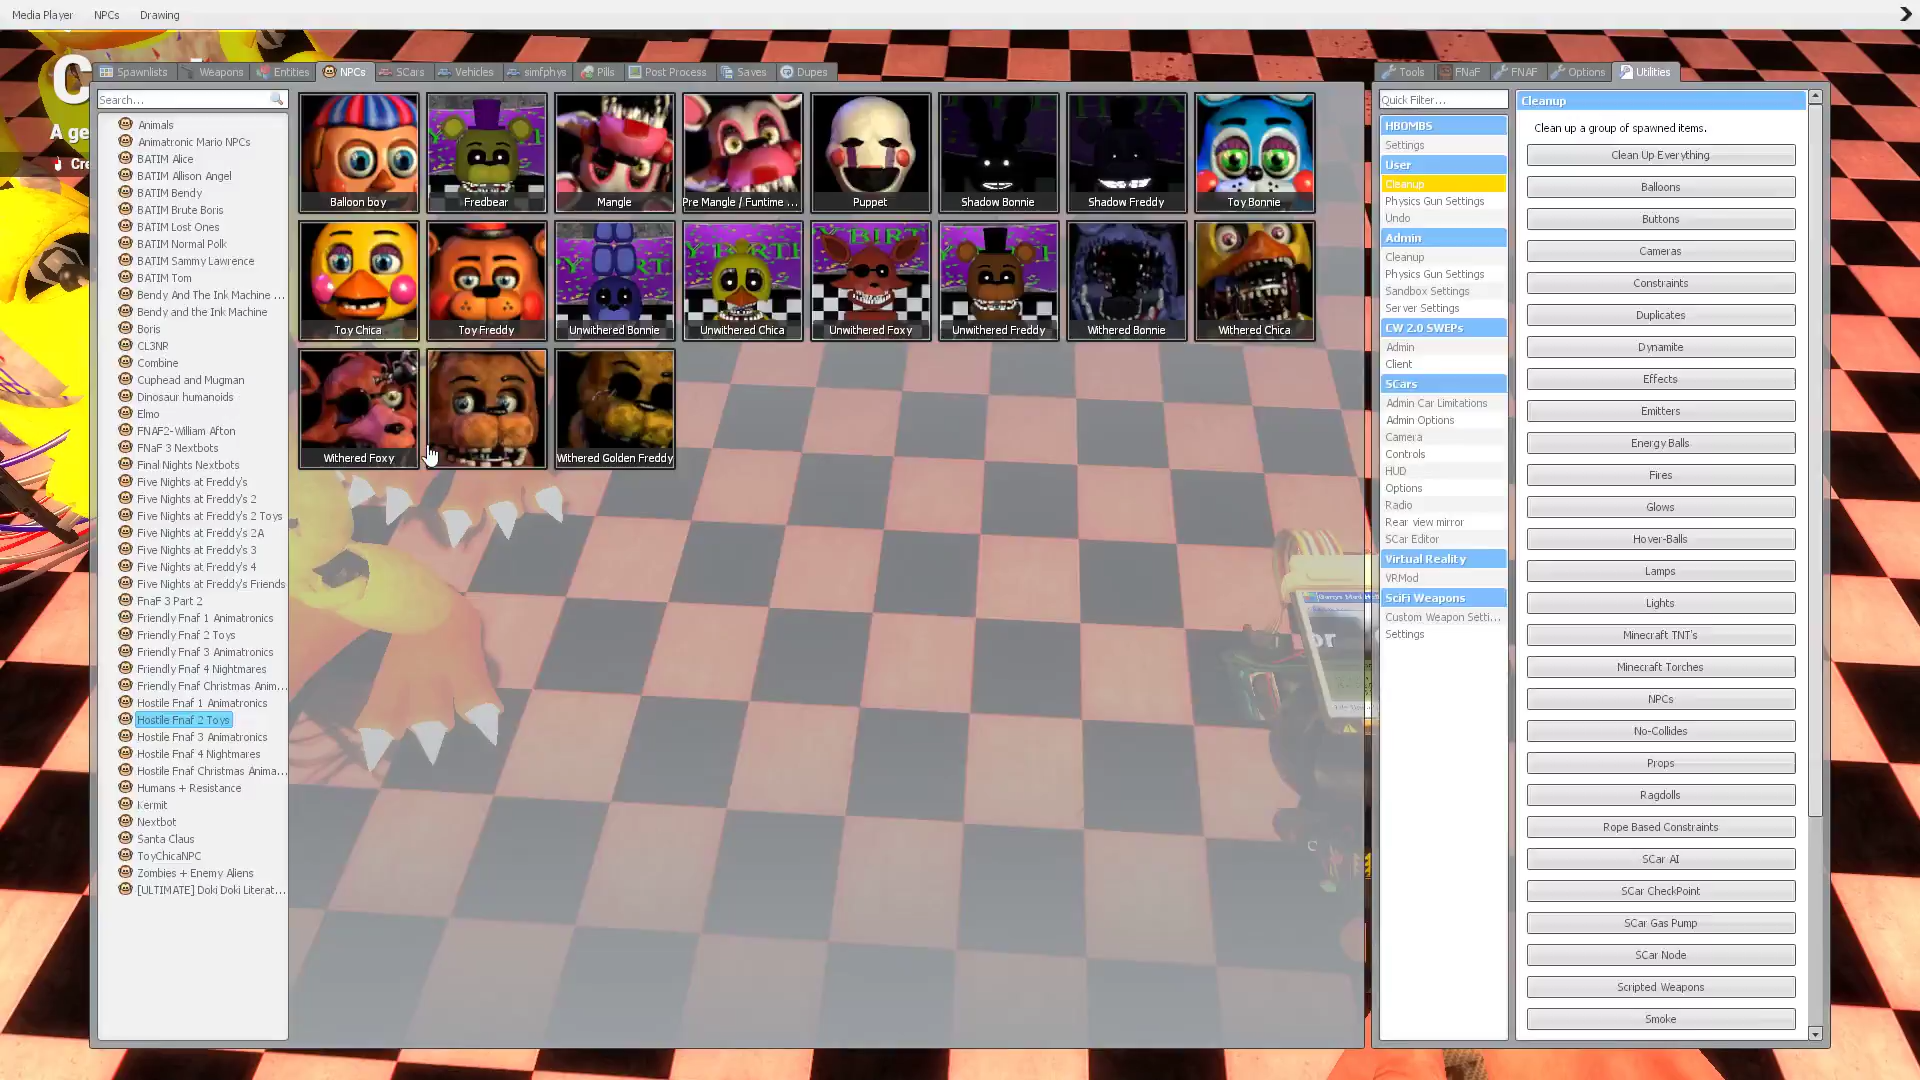 Media Player NPCs Drawing
C
A ge
Cre
Spawnlists Weapons Entities NPCs SCars Vehicles simfphys Pills Post Process Saves Dupes
Search...
Animals
Animatronic Mario NPCs
BATIM Alice
BATIM Allison Angel
BATIM Bendy
BATIM Brute Boris
BATIM Lost Ones
BATIM Normal Polk
BATIM Sammy Lawrence
BATIM Tom
Bendy And The Ink Machine ...
Bendy and the Ink Machine
Boris
CL3NR
Combine
Cuphead and Mugman
Dinosaur humanoids
Elmo
FNAF2-William Afton
FNaF 3 Nextbots
Final Nights Nextbots
Five Nights at Freddy's
Five Nights at Freddy's 2
Five Nights at Freddy's 2 Toys
Five Nights at Freddy's 2A
Five Nights at Freddy's 3
Five Nights at Freddy's 4
Five Nights at Freddy's Friends
FnaF 3 Part 2
Friendly Fnaf 1 Animatronics
Friendly Fnaf 2 Toys
Friendly Fnaf 3 Animatronics
Friendly Fnaf 4 Nightmares
Friendly Fnaf Christmas Anim...
Hostile Fnaf 1 Animatronics
Hostile Fnaf 2 Toys
Hostile Fnaf 3 Animatronics
Hostile Fnaf 4 Nightmares
Hostile Fnaf Christmas Anima...
Humans + Resistance
Kermit
Nextbot
Santa Claus
ToyChicaNPC
Zombies + Enemy Aliens
[ULTIMATE] Doki Doki Literat...
Balloon boy Fredbear Mangle Pre Mangle / Funtime ... Puppet Shadow Bonnie Shadow Freddy Toy Bonnie
Toy Chica Toy Freddy Unwithered Bonnie Unwithered Chica Unwithered Foxy Unwithered Freddy Withered Bonnie Withered Chica
Withered Foxy Withered Golden Freddy
Tools FNaF FNAF Options Utilities
Quick Filter...
HBOMBS
Settings
User
Cleanup
Physics Gun Settings
Undo
Admin
Cleanup
Physics Gun Settings
Sandbox Settings
Server Settings
CW 2.0 SWEPs
Admin
Client
SCars
Admin Car Limitations
Admin Options
Camera
Controls
HUD
Options
Radio
Rear view mirror
SCar Editor
Virtual Reality
VRMod
SciFi Weapons
Custom Weapon Setti...
Settings
Cleanup
Clean up a group of spawned items.
Clean Up Everything
Balloons
Buttons
Cameras
Constraints
Duplicates
Dynamite
Effects
Emitters
Energy Balls
Fires
Glows
Hover-Balls
Lamps
Lights
Minecraft TNT's
Minecraft Torches
NPCs
No-Collides
Props
Ragdolls
Rope Based Constraints
SCar AI
SCar CheckPoint
SCar Gas Pump
SCar Node
Scripted Weapons
Smoke
or